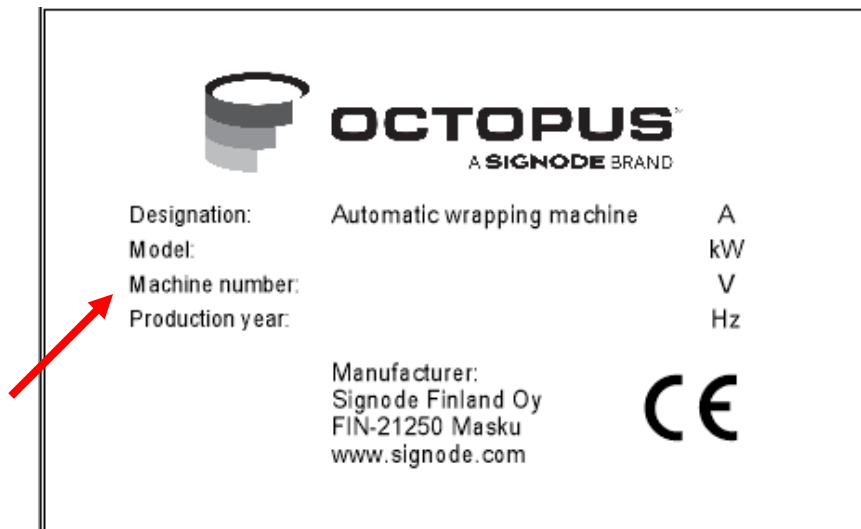 OCTOPUS™
A SIGNODE BRAND
Designation: Automatic wrapping machine A
Model: kW
Machine number: V
Production year: Hz
Manufacturer:
Signode Finland Oy
FIN-21250 Masku
www.signode.com
CE